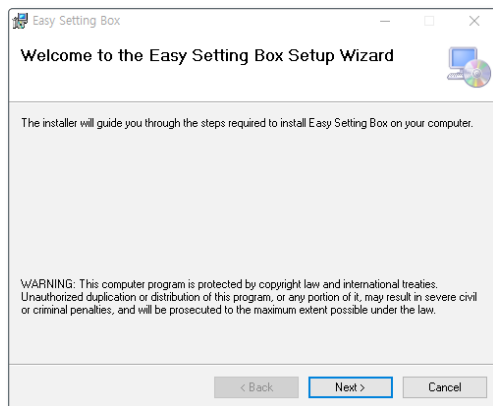 Easy Setting Box
Welcome to the Easy Setting Box Setup Wizard
The installer will guide you through the steps required to install Easy Setting Box on your computer.
WARNING: This computer program is protected by copyright law and international treaties.
Unauthorized duplication or distribution of this program, or any portion of it, may result in severe civil
or criminal penalties, and will be prosecuted to the maximum extent possible under the law.
< Back Next > Cancel